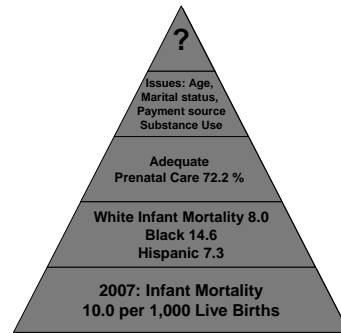 ?
Issues: Age,
Marital status,
Payment source
Substance Use
Adequate
Prenatal Care 72.2 %
White Infant Mortality 8.0
Black 14.6
Hispanic 7.3
2007: Infant Mortality
10.0 per 1,000 Live Births